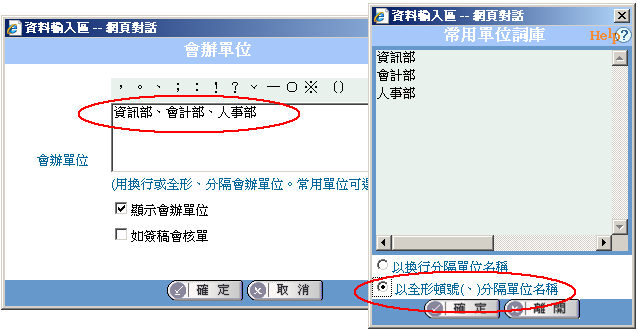 資料輸入區 -- 網頁對話
會辦單位
，。、；：！？ˇ—○※（）
資訊部、會計部、人事部
會辦單位
(用換行或全形、分隔會辦單位。常用單位可
顯示會辦單位
如簽稿會核單
確 定
取 消
資料輸入區 -- 網頁對話
常用單位詞庫
Help
?
資訊部
會計部
人事部
以換行分隔單位名稱
以全形頓號(、)分隔單位名稱
確 定
離 開